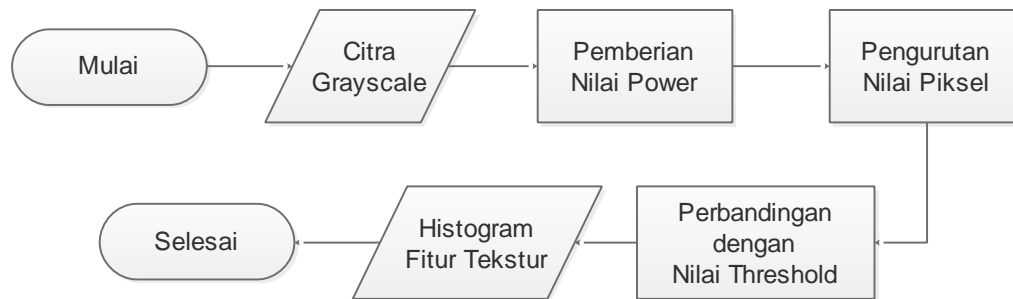 Mulai
Citra
Grayscale
Pemberian
Nilai Power
Pengurutan
Nilai Piksel
Perbandingan
dengan
Nilai Threshold
Histogram
Fitur Tekstur
Selesai